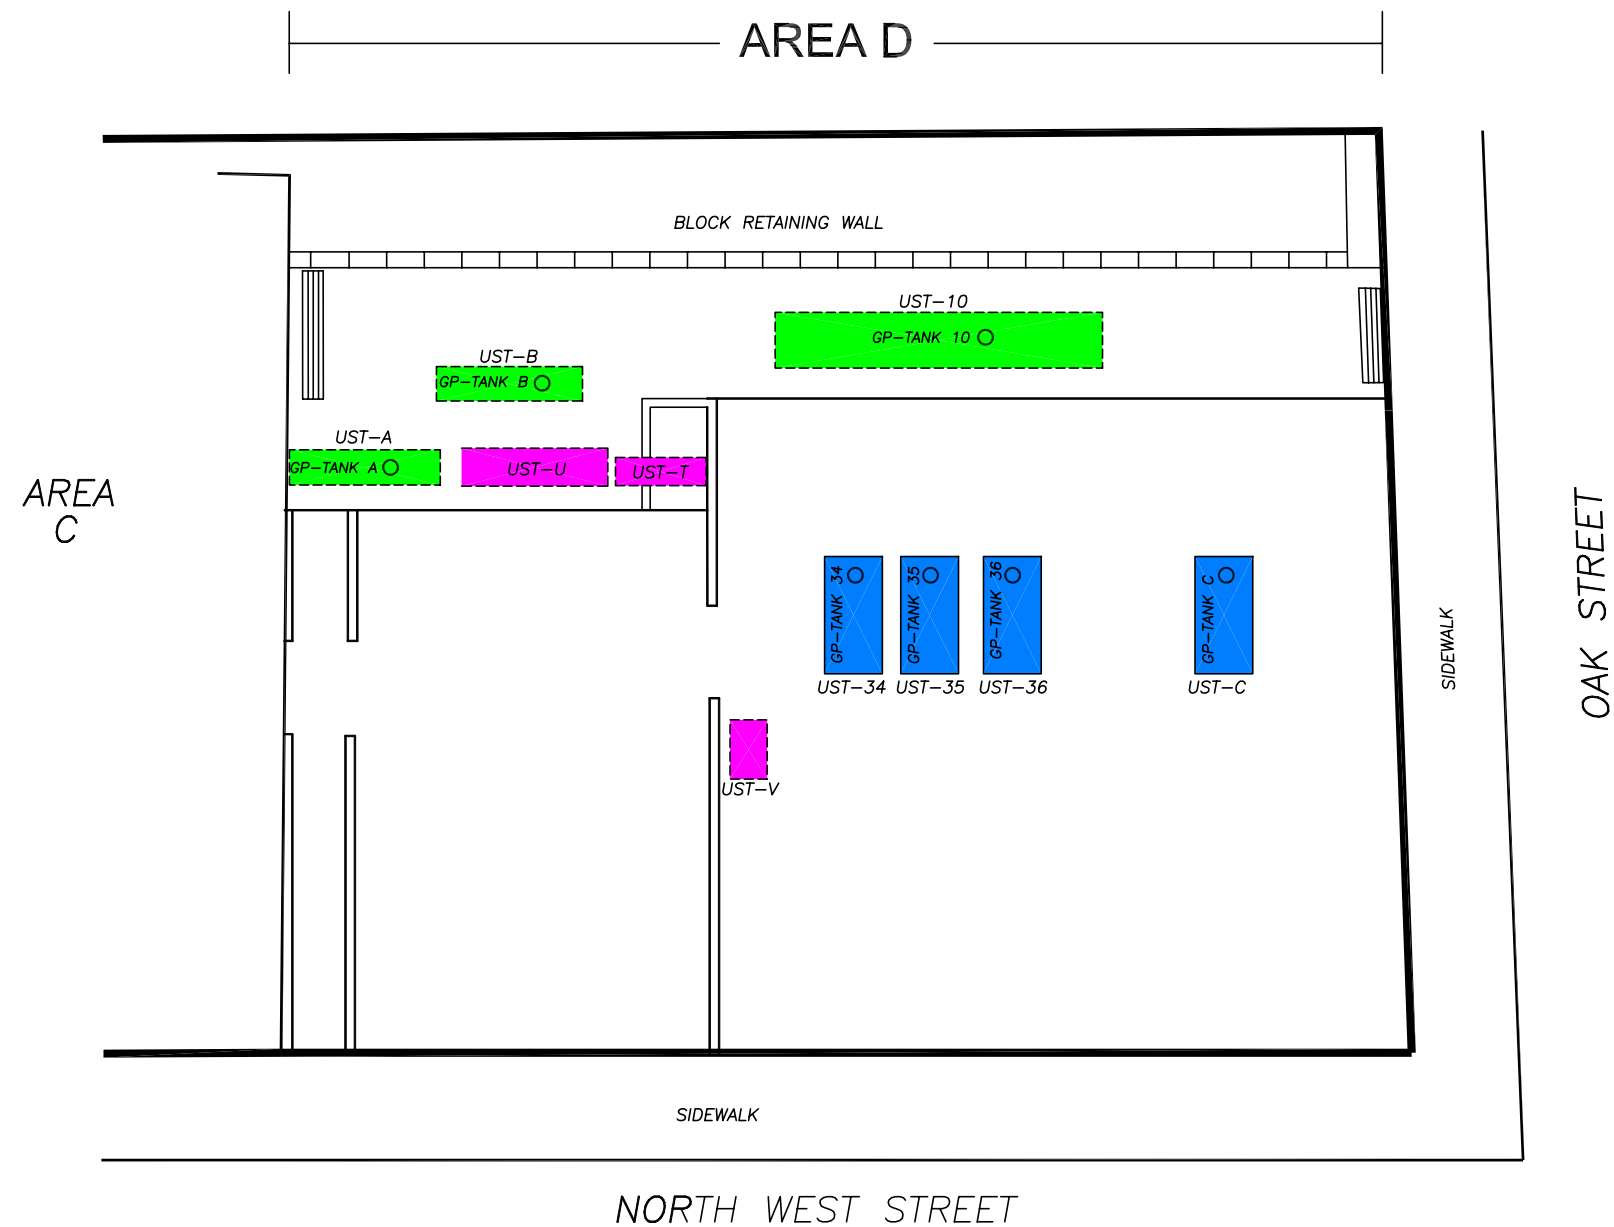 AREA D
BLOCK RETAINING WALL
UST-10
GP-TANK 10
UST-B
GP-TANK B
UST-A
GP-TANK A
UST-U
UST-T
AREA
C
GP-TANK 34
GP-TANK 35
GP-TANK 36
GP-TANK C
UST-34
UST-35
UST-36
UST-C
UST-V
SIDEWALK
OAK STREET
SIDEWALK
NORTH WEST STREET